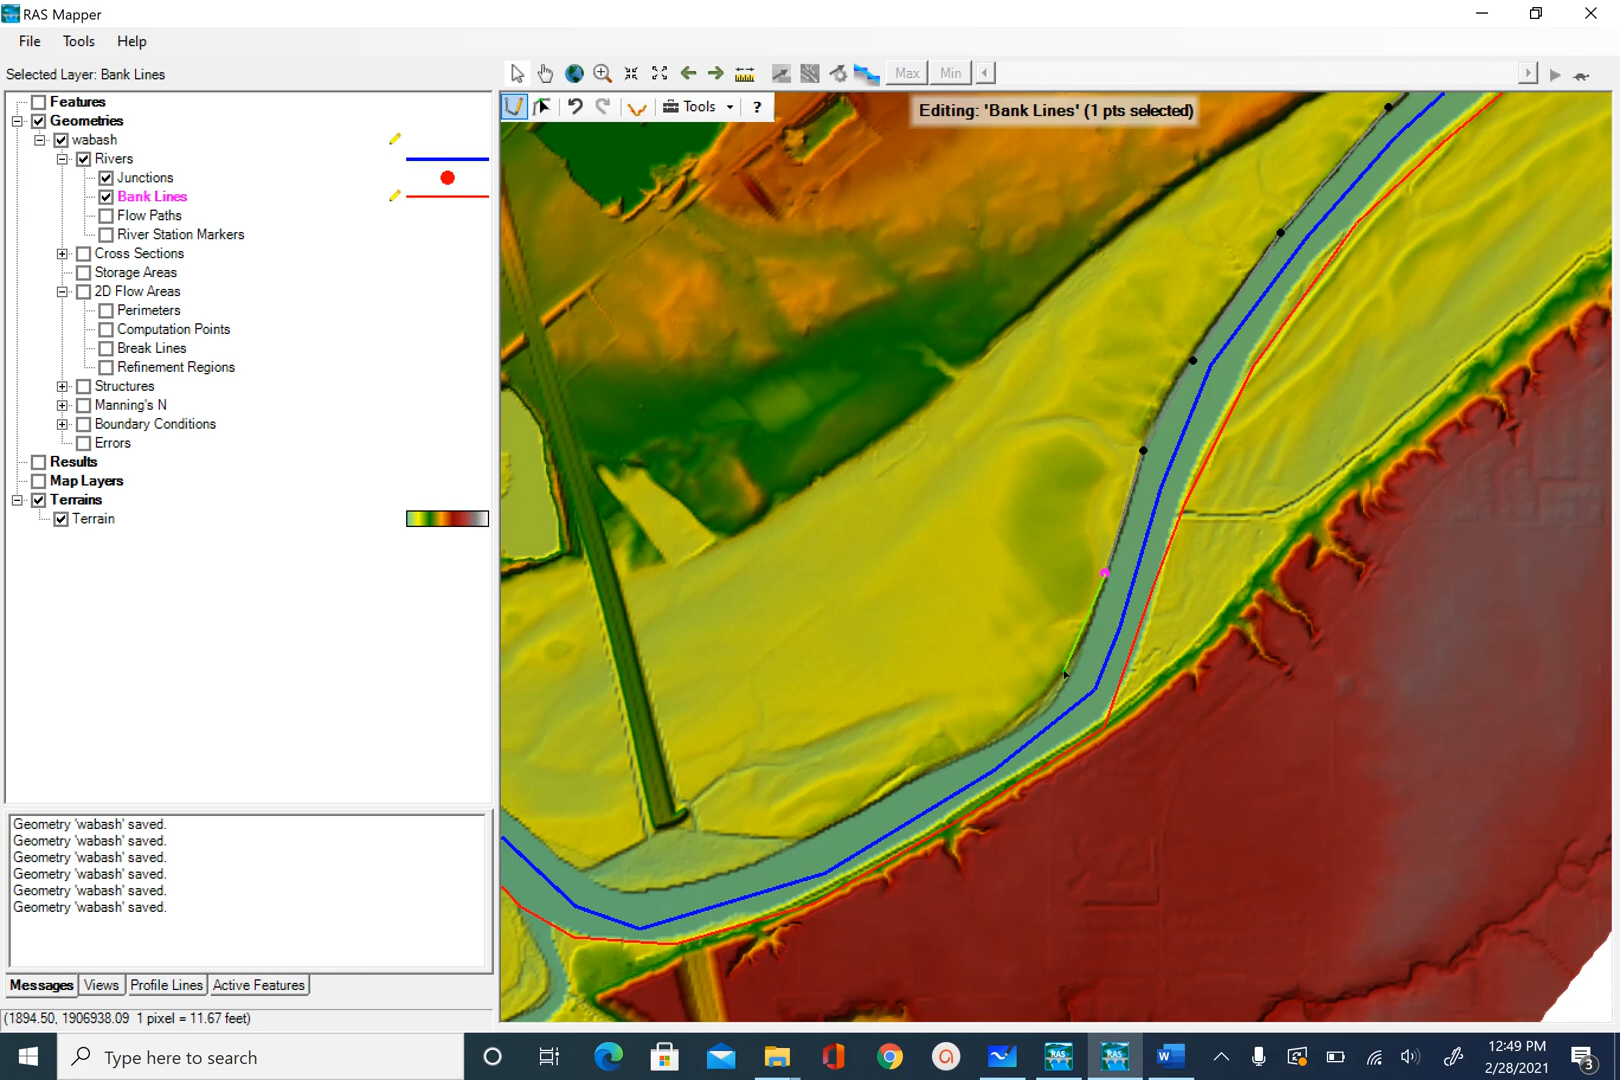 RAS Mapper
File Tools Help
Selected Layer: Bank Lines
Max Min
Features
Geometries
wabash
Rivers
Junctions
Bank Lines
Flow Paths
River Station Markers
Cross Sections
Storage Areas
2D Flow Areas
Perimeters
Computation Points
Break Lines
Refinement Regions
Structures
Manning's N
Boundary Conditions
Errors
Results
Map Layers
Terrains
Terrain
Tools ?
Editing: 'Bank Lines' (1 pts selected)
Geometry 'wabash' saved.
Geometry 'wabash' saved.
Geometry 'wabash' saved.
Geometry 'wabash' saved.
Geometry 'wabash' saved.
Geometry 'wabash' saved.
Messages Views Profile Lines Active Features
(1894.50, 1906938.09 1 pixel = 11.67 feet)
Type here to search
RAS
RAS
W
12:49 PM
2/28/2021
3